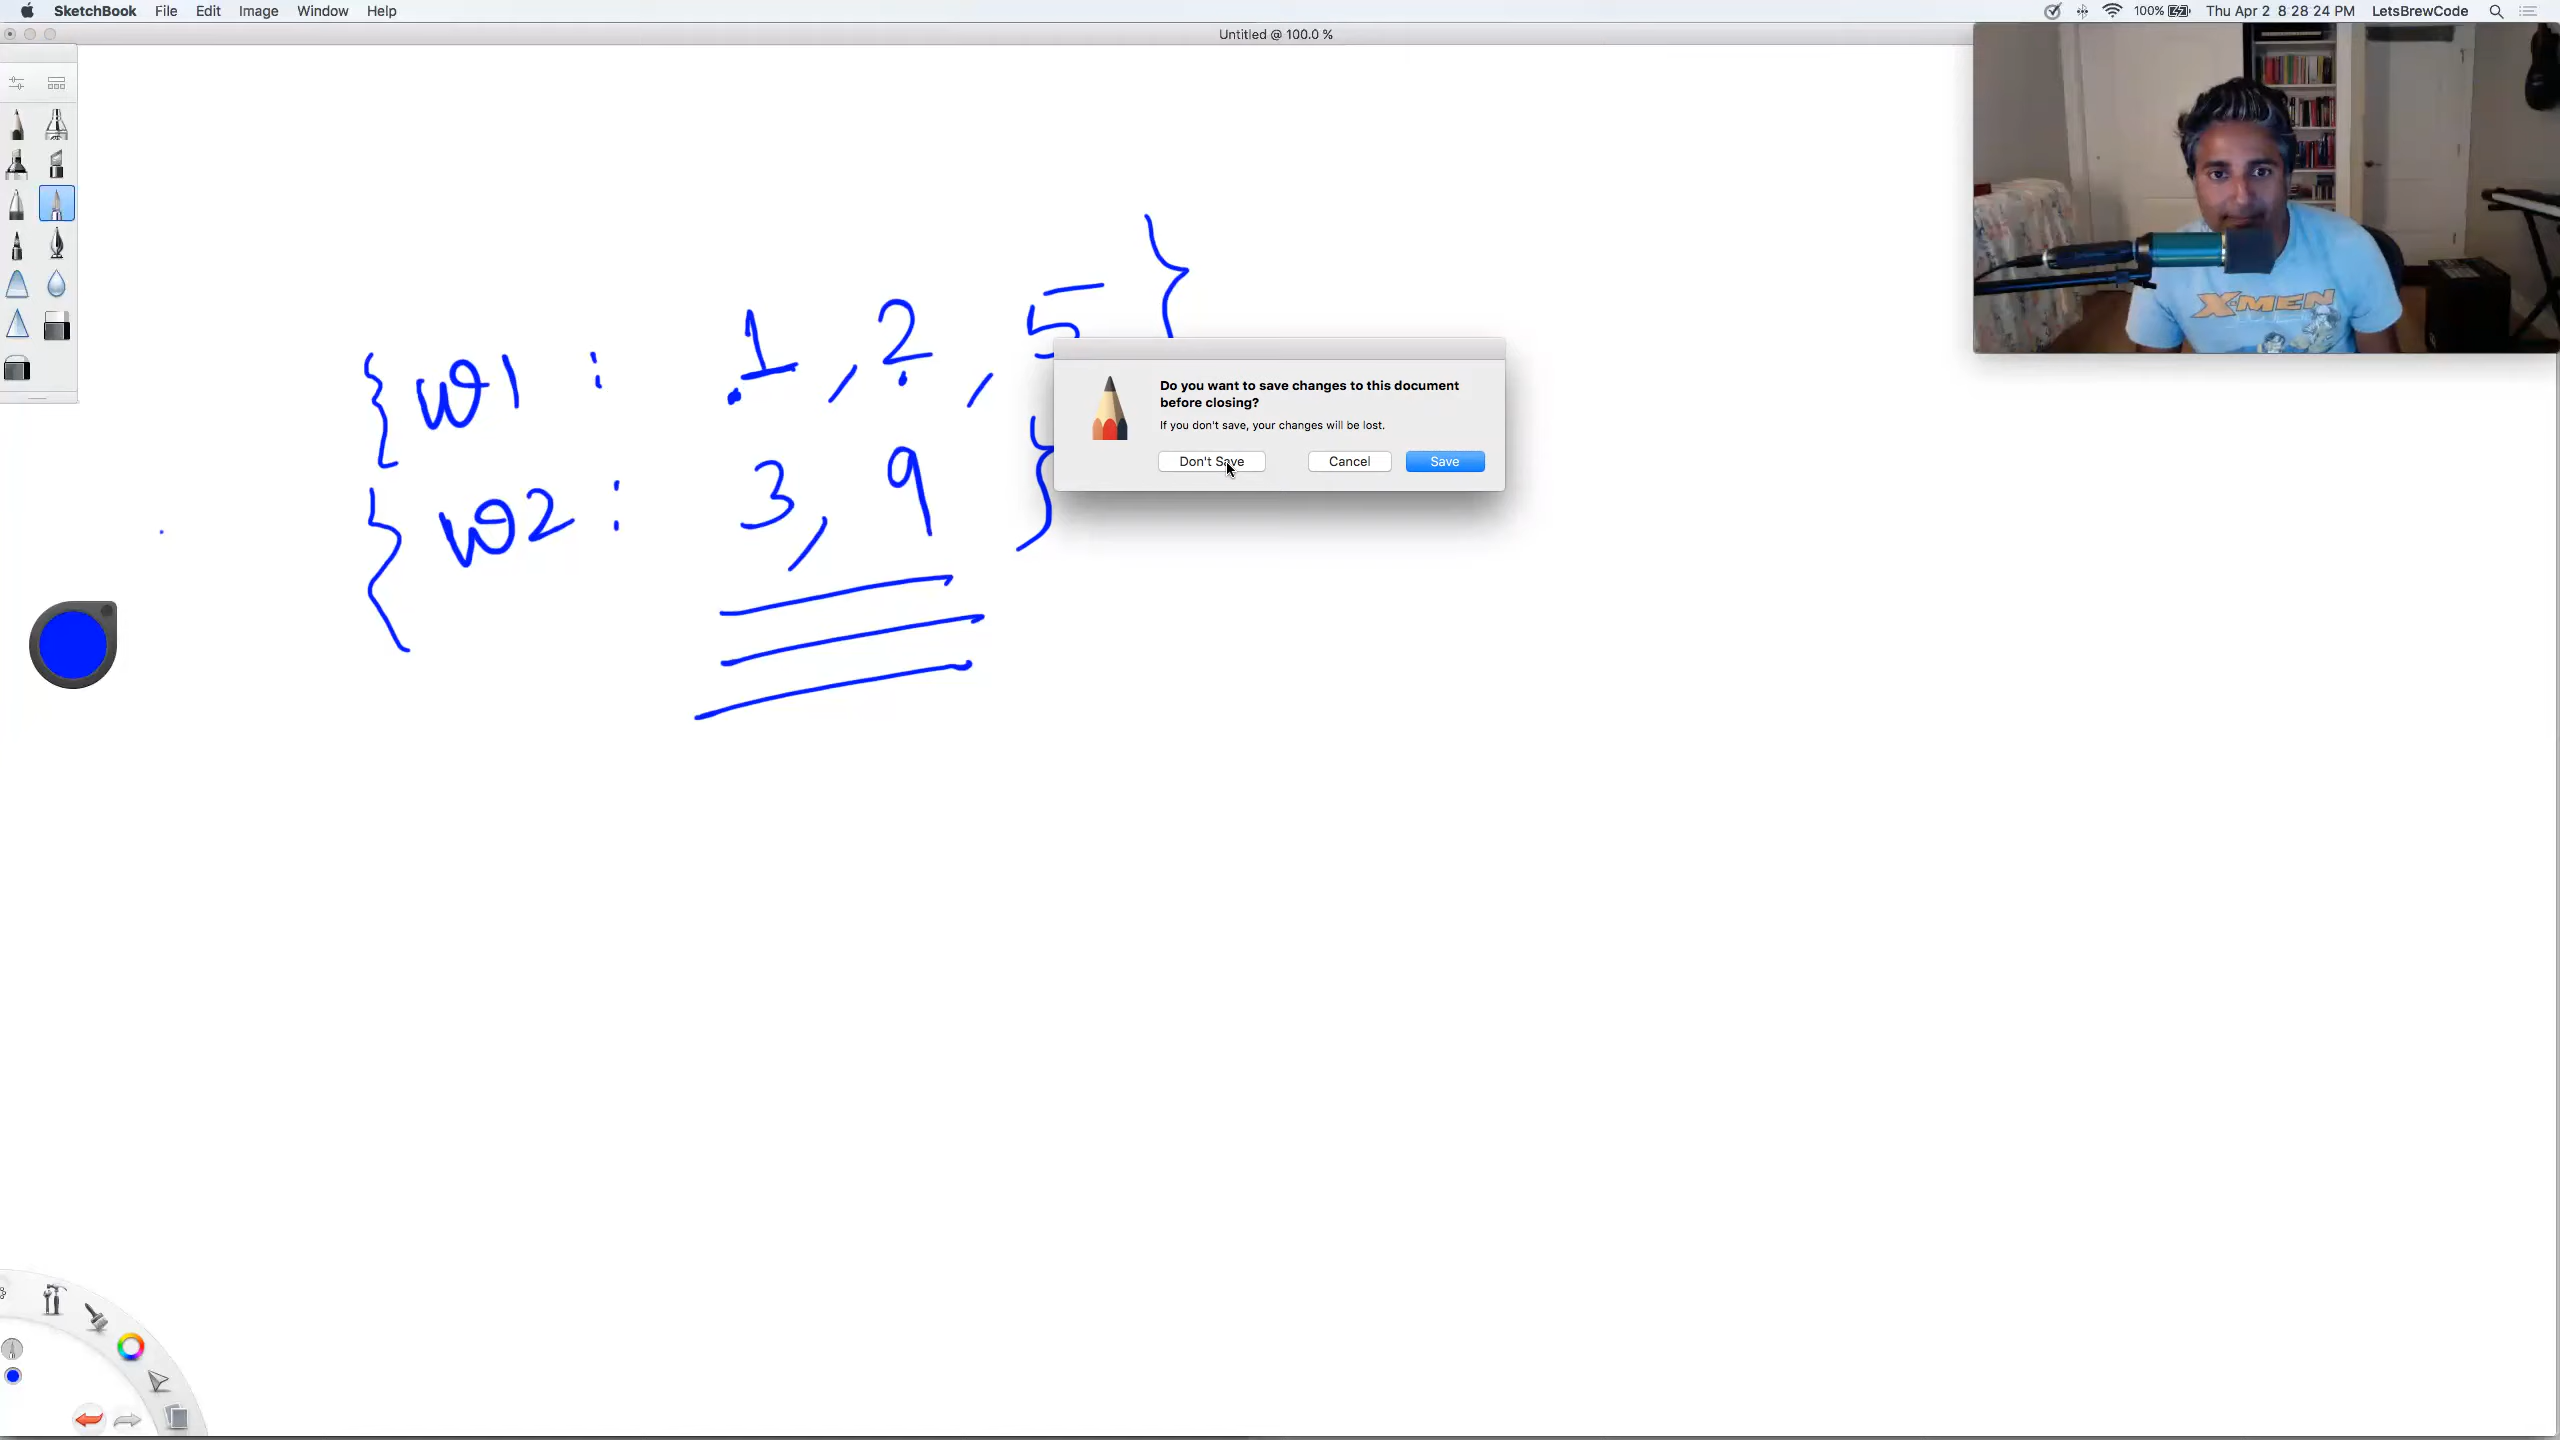 SketchBook File Edit Image Window Help 100% Thu Apr 2 8 28 24 PM LetsBrewCode
Untitled @ 100.0 %
X-MEN
{ w1 : 1 , 2 , 5 }
Do you want to save changes to this document
before closing?
If you don't save, your changes will be lost.
Don't Save Cancel Save
{ w2 : 3, 9 }